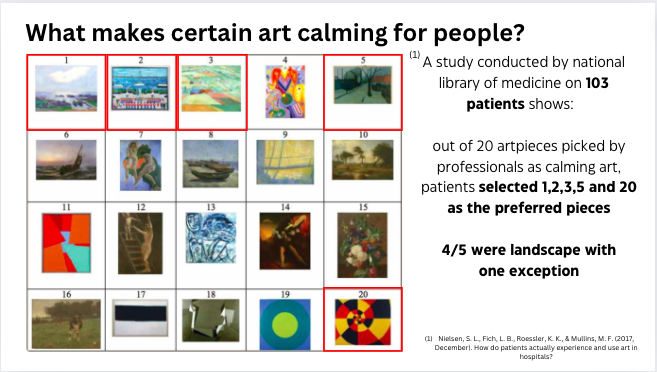 What makes certain art calming for people?
1 2 3 4 5
6 7 8 9 10
11 12 13 14 15
16 17 18 19 20
(1) A study conducted by national
library of medicine on 103
patients shows:
out of 20 artpieces picked by
professionals as calming art,
patients selected 1,2,3,5 and 20
as the preferred pieces
4/5 were landscape with
one exception
(1) Nielsen, S. L., Fich, L. B., Roessler, K. K., & Mullins, M. F. (2017,
December). How do patients actually experience and use art in
hospitals?